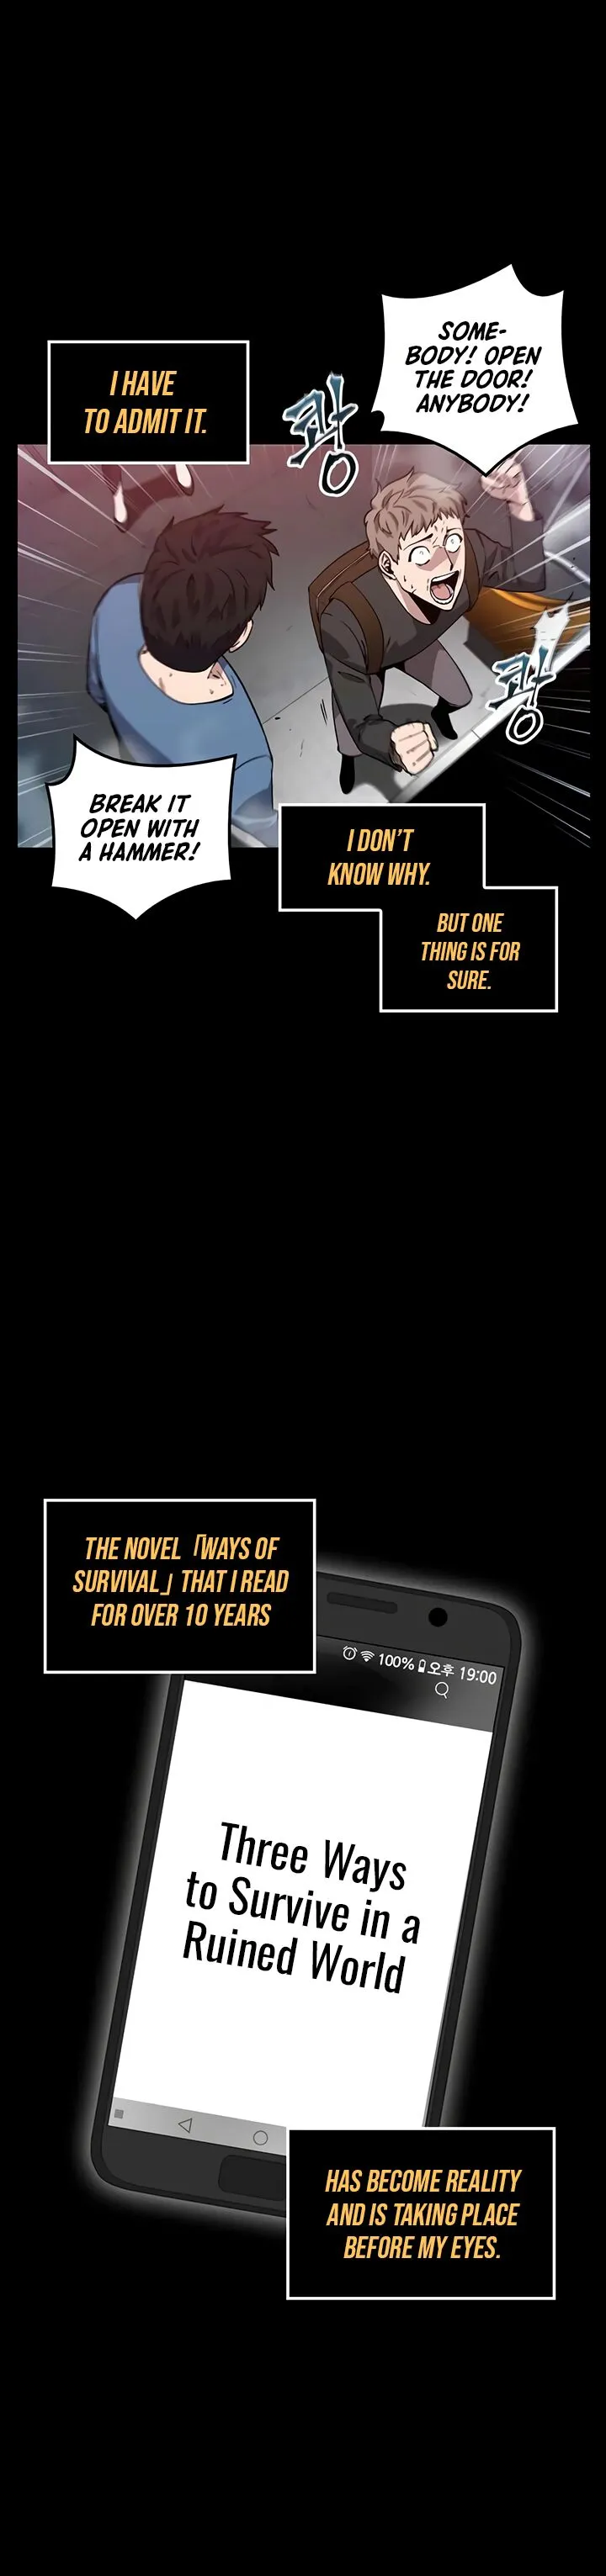 SOME-
BODY! OPEN
THE DOOR!
ANYBODY!
I HAVE
TO ADMIT IT.
쾅
쾅
BREAK IT
OPEN WITH
A HAMMER!
I DON'T
KNOW WHY.
BUT ONE
THING IS FOR
SURE.
THE NOVEL「WAYS OF
SURVIVAL」THAT I READ
FOR OVER 10 YEARS
100% 오후 19:00
Three Ways
to Survive in a
Ruined World
HAS BECOME REALITY
AND IS TAKING PLACE
BEFORE MY EYES.